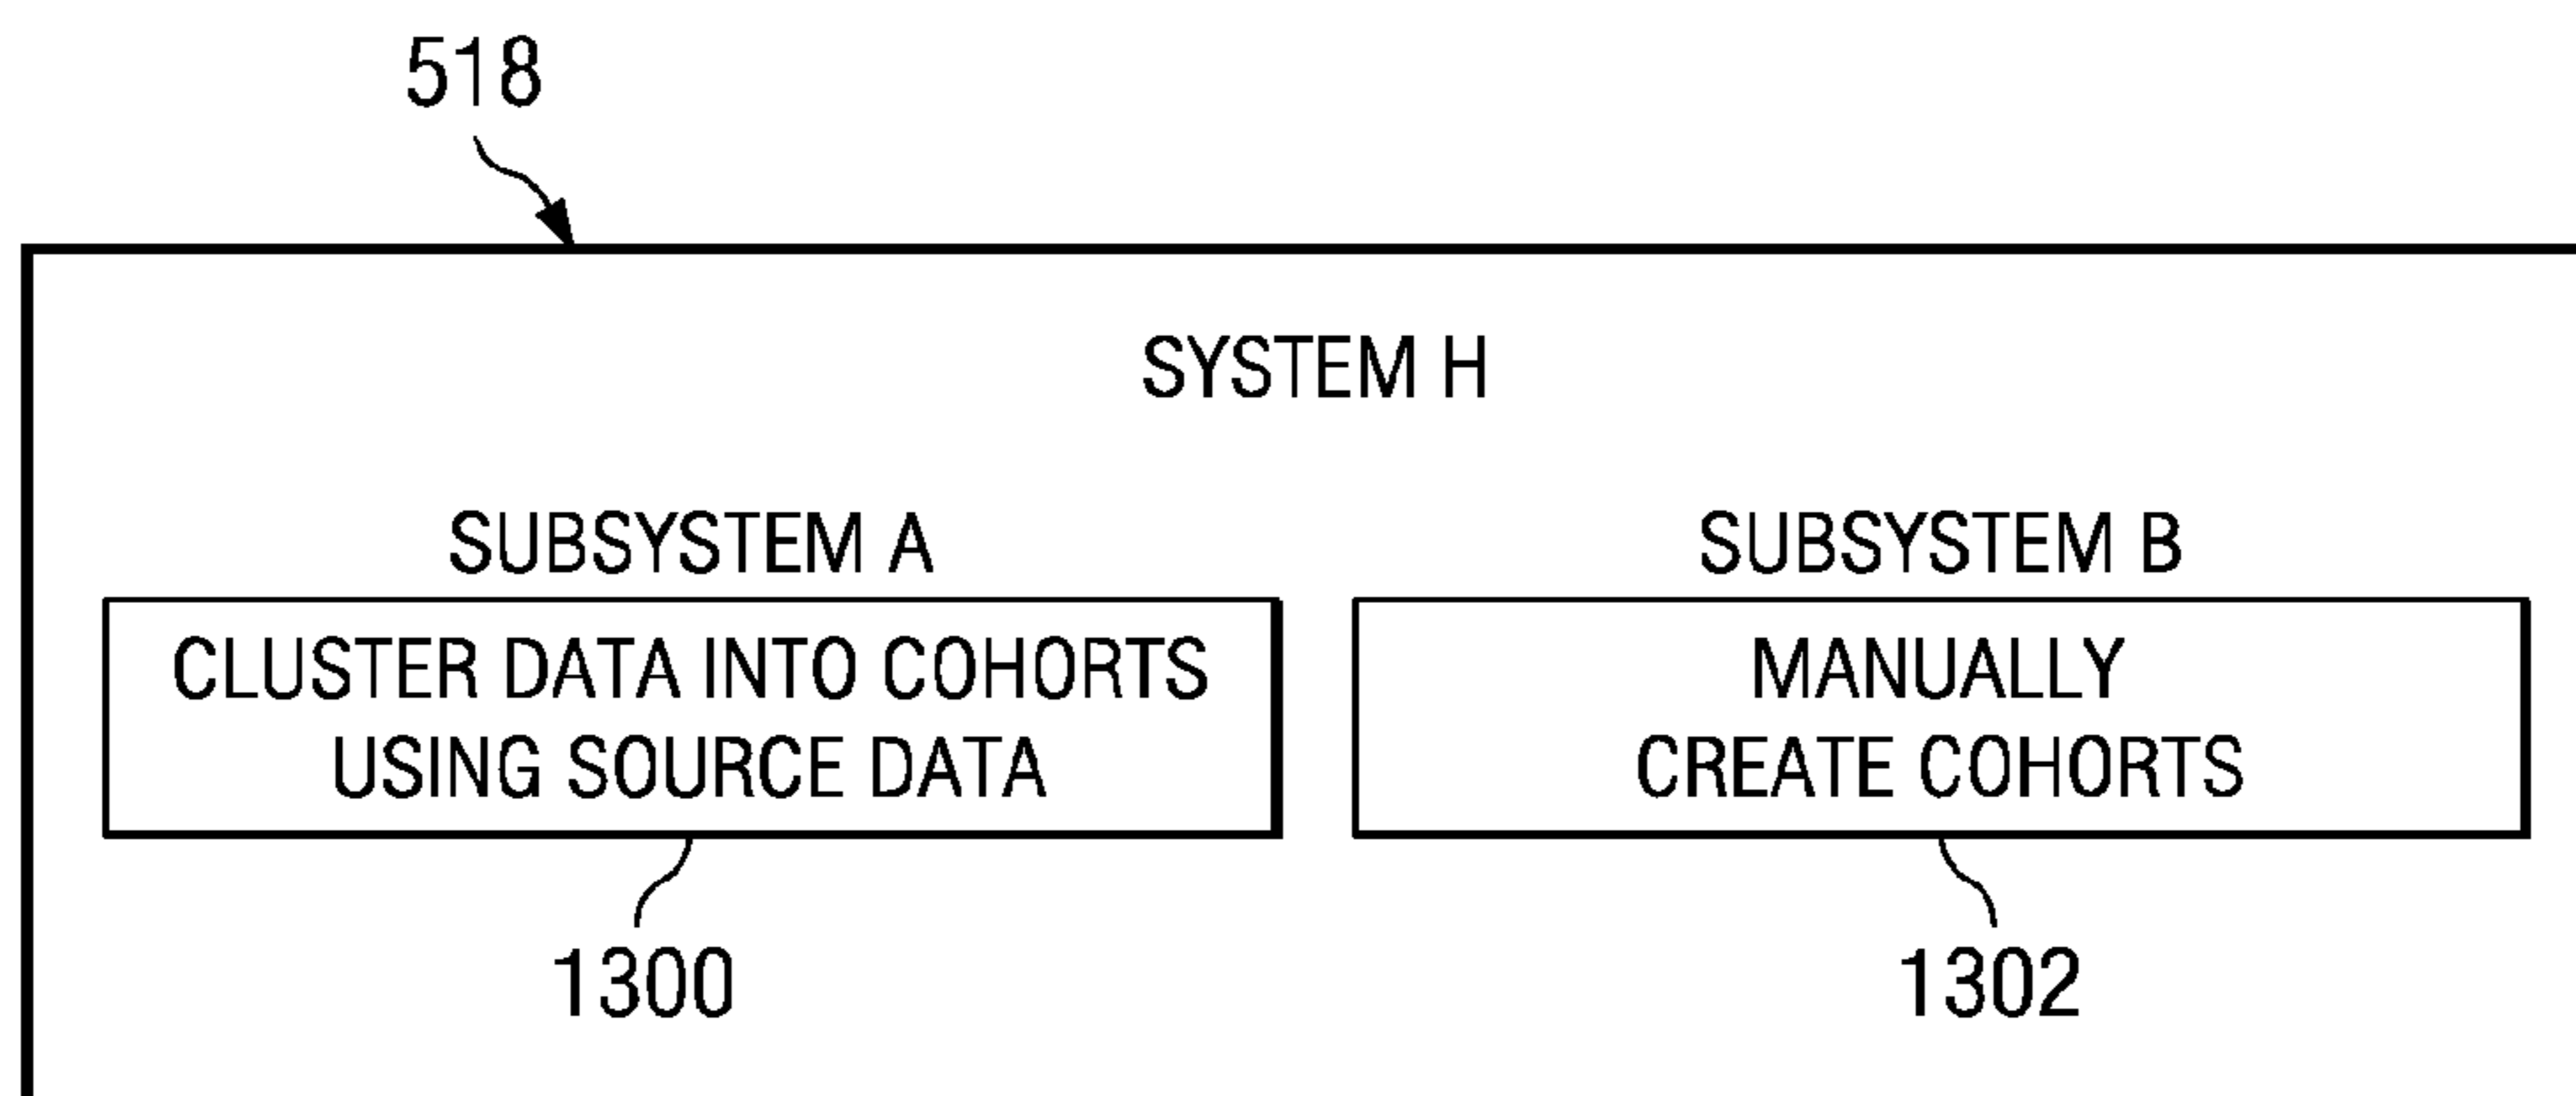 518
SYSTEM H
SUBSYSTEM A
SUBSYSTEM B
CLUSTER DATA INTO COHORTS
USING SOURCE DATA
MANUALLY
CREATE COHORTS
1300
1302